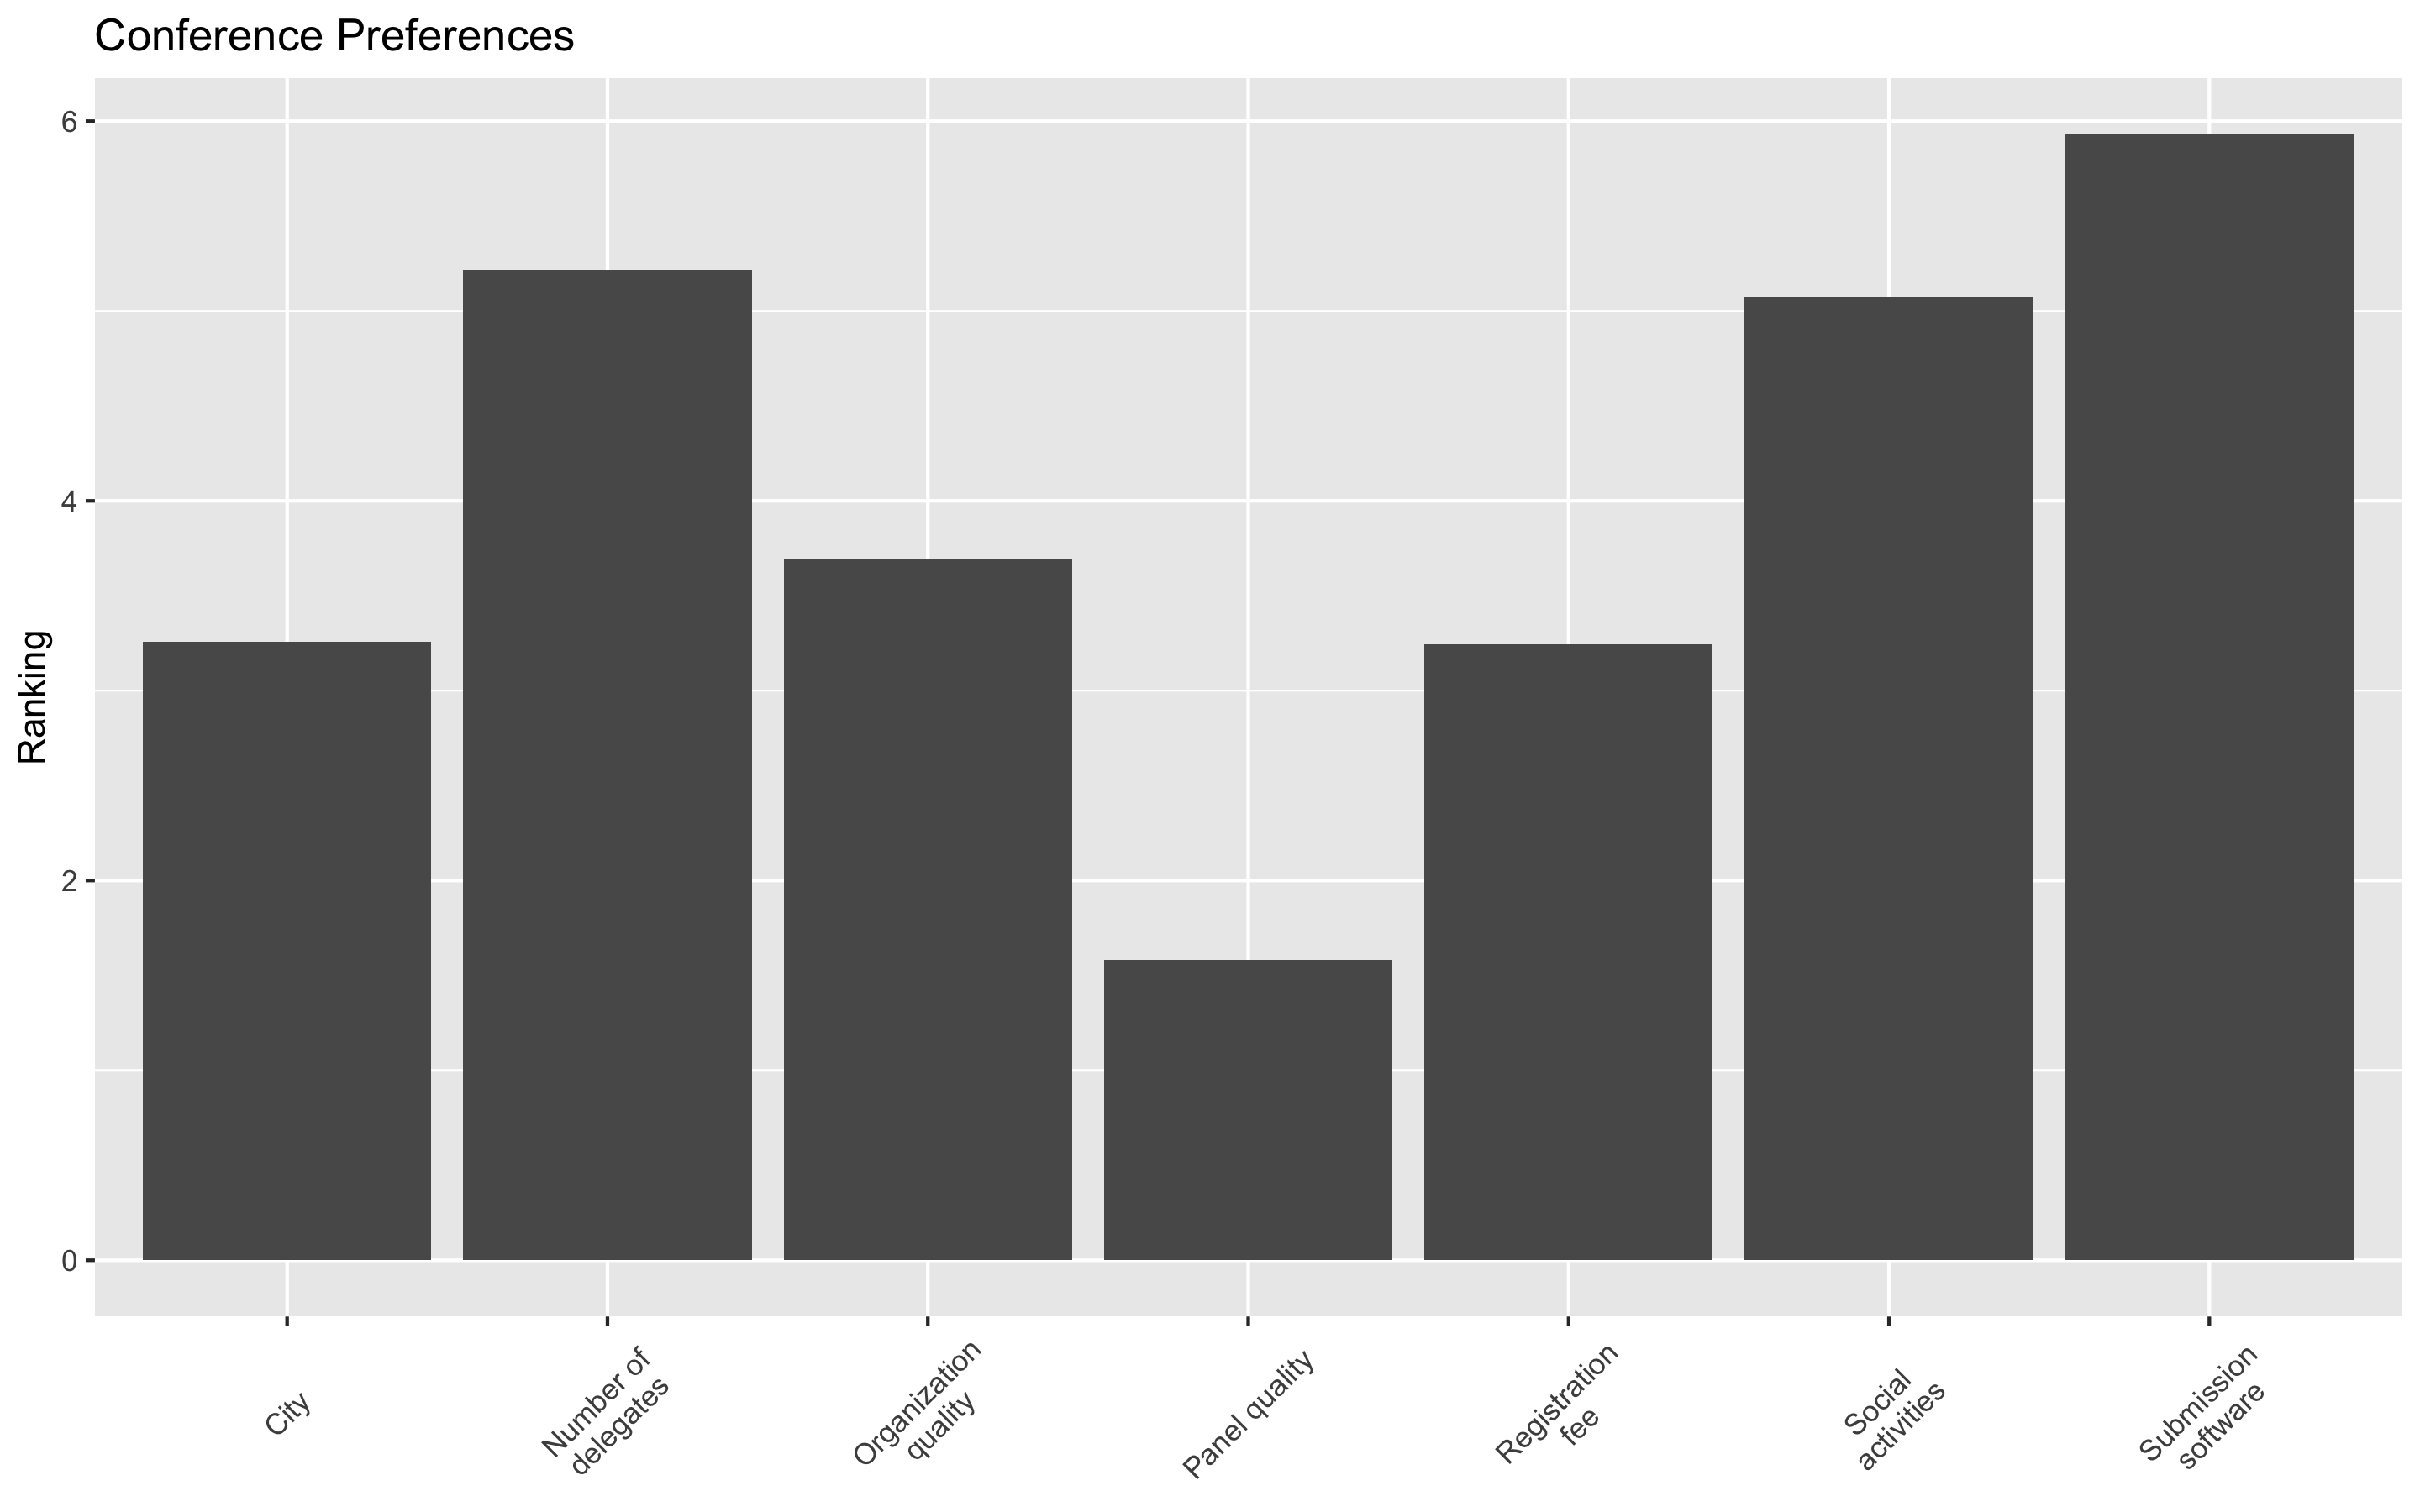 Conference Preferences
Ranking
6
4
2
0
City
Number of
delegates
Organization
quality
Panel quality
Registration
fee
Social
activities
Submission
software